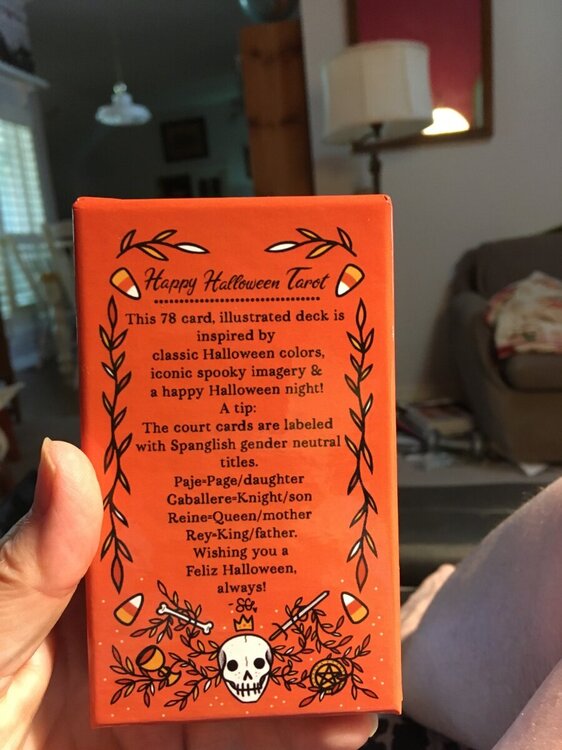 Happy Halloween Tarot
This 78 card, illustrated deck is
inspired by
classic Halloween colors,
iconic spooky imagery &
a happy Halloween night!
A tip:
The court cards are labeled
with Spanglish gender neutral
titles.
Paje=Page/daughter
Caballere=Knight/son
Reine=Queen/mother
Rey=King/father.
Wishing you a
Feliz Halloween,
always!